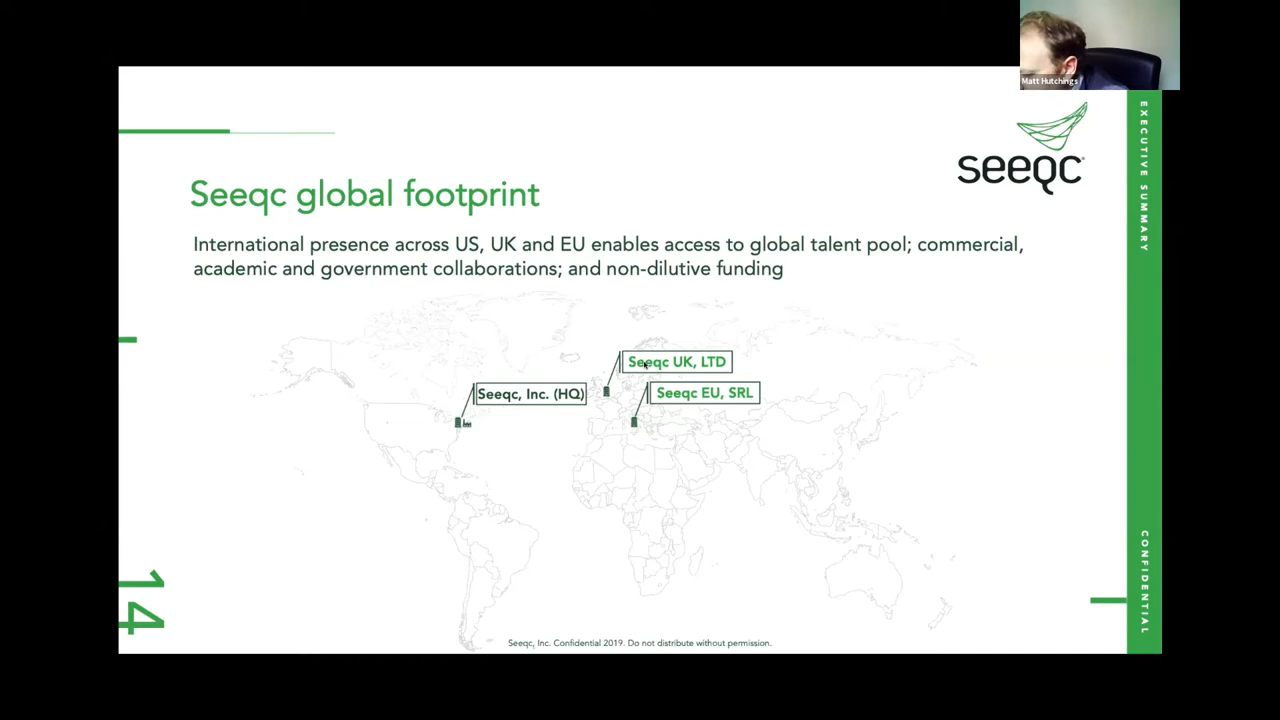 Matt Hutchings
seeqc
EXECUTIVE SUMMARY
Seeqc global footprint
International presence across US, UK and EU enables access to global talent pool; commercial,
academic and government collaborations; and non-dilutive funding
Seeqc UK, LTD
Seeqc, Inc. (HQ)
Seeqc EU, SRL
CONFIDENTIAL
14
Seeqc, Inc. Confidential 2019. Do not distribute without permission.